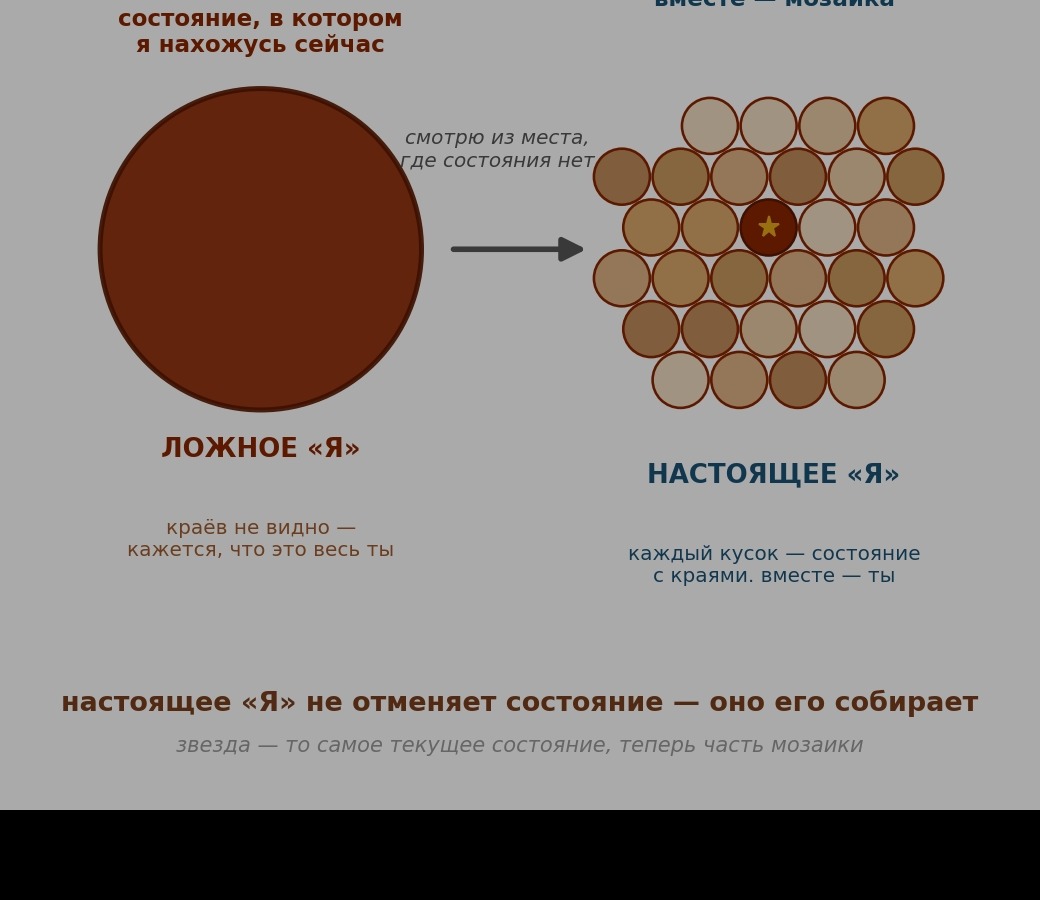 состояние, в котором
я нахожусь сейчас
вместе — мозаика
смотрю из места,
где состояния нет
ЛОЖНОЕ «Я»
НАСТОЯЩЕЕ «Я»
краёв не видно —
кажется, что это весь ты
каждый кусок — состояние
с краями. вместе — ты
настоящее «Я» не отменяет состояние — оно его собирает
звезда — то самое текущее состояние, теперь часть мозаики